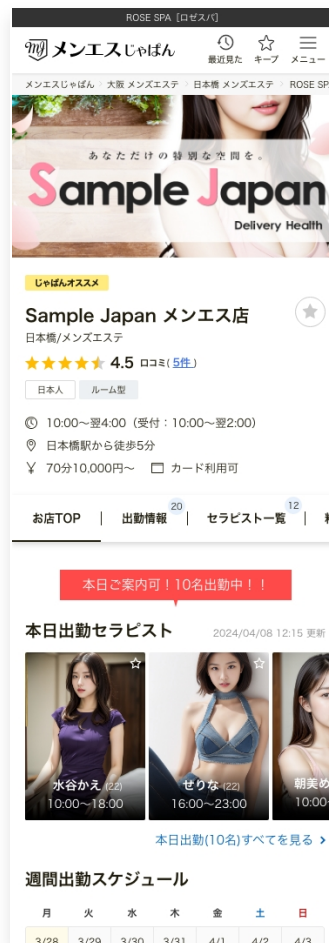 ROSE SPA [ロゼスパ]
メンエスじゃぱん
最近見た キープ メニュー
メンエスじゃぱん 大阪 メンズエステ 日本橋 メンズエステ ROSE SP
あなただけの特別な空間を。
Sample Japan
Delivery Health
じゃぱんオススメ
Sample Japan メンエス店
日本橋/メンズエステ
4.5 口コミ( 5件 )
日本人 ルーム型
10:00〜翌4:00（受付：10:00〜翌2:00）
日本橋駅から徒歩5分
¥ 70分10,000円〜 カード利用可
お店TOP | 出勤情報 20 | セラピスト一覧 12 |
本日ご案内可！10名出勤中！！
本日出勤セラピスト 2024/04/08 12:15 更新
水谷かえ (22) せりな (22) 朝美め
10:00〜18:00 16:00〜23:00 10:00
本日出勤(10名)すべてを見る
週間出勤スケジュール
月 火 水 木 金 土 日
3/28 3/29 3/30 3/31 4/1 4/2 4/3